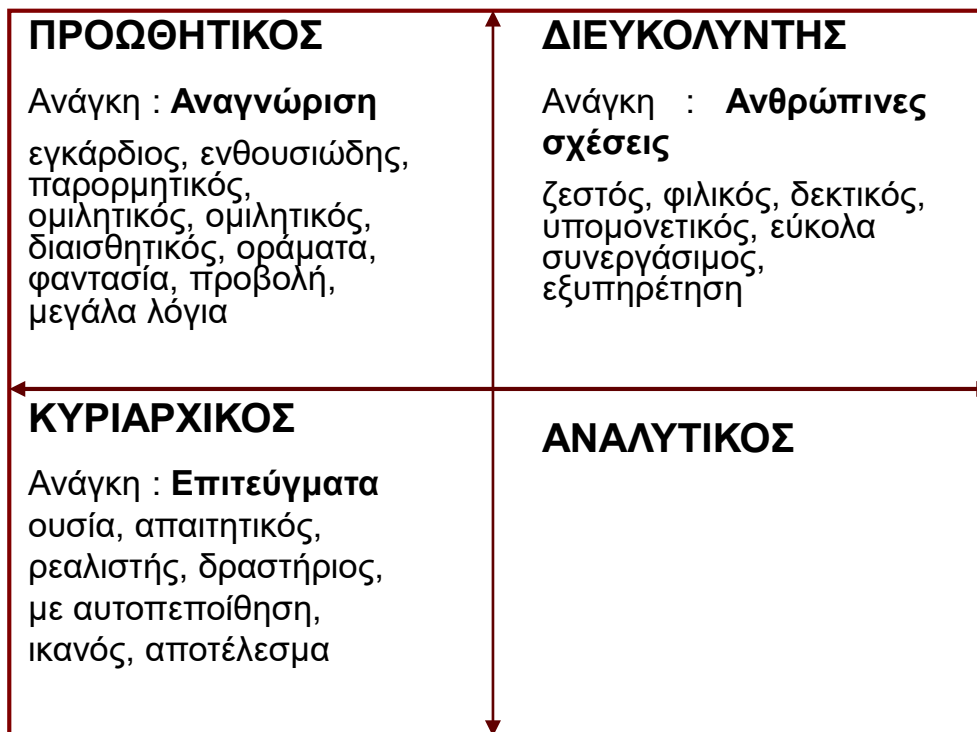 ΠΡΟΩΘΗΤΙΚΟΣ
Ανάγκη : Αναγνώριση
εγκάρδιος, ενθουσιώδης,
παρορμητικός,
ομιλητικός, ομιλητικός,
διαισθητικός, οράματα,
φαντασία, προβολή,
μεγάλα λόγια
ΔΙΕΥΚΟΛΥΝΤΗΣ
Ανάγκη : Ανθρώπινες
σχέσεις
ζεστός, φιλικός, δεκτικός,
υπομονετικός, εύκολα
συνεργάσιμος,
εξυπηρέτηση
ΚΥΡΙΑΡΧΙΚΟΣ
Ανάγκη : Επιτεύγματα
ουσία, απαιτητικός,
ρεαλιστής, δραστήριος,
με αυτοπεποίθηση,
ικανός, αποτέλεσμα
ΑΝΑΛΥΤΙΚΟΣ